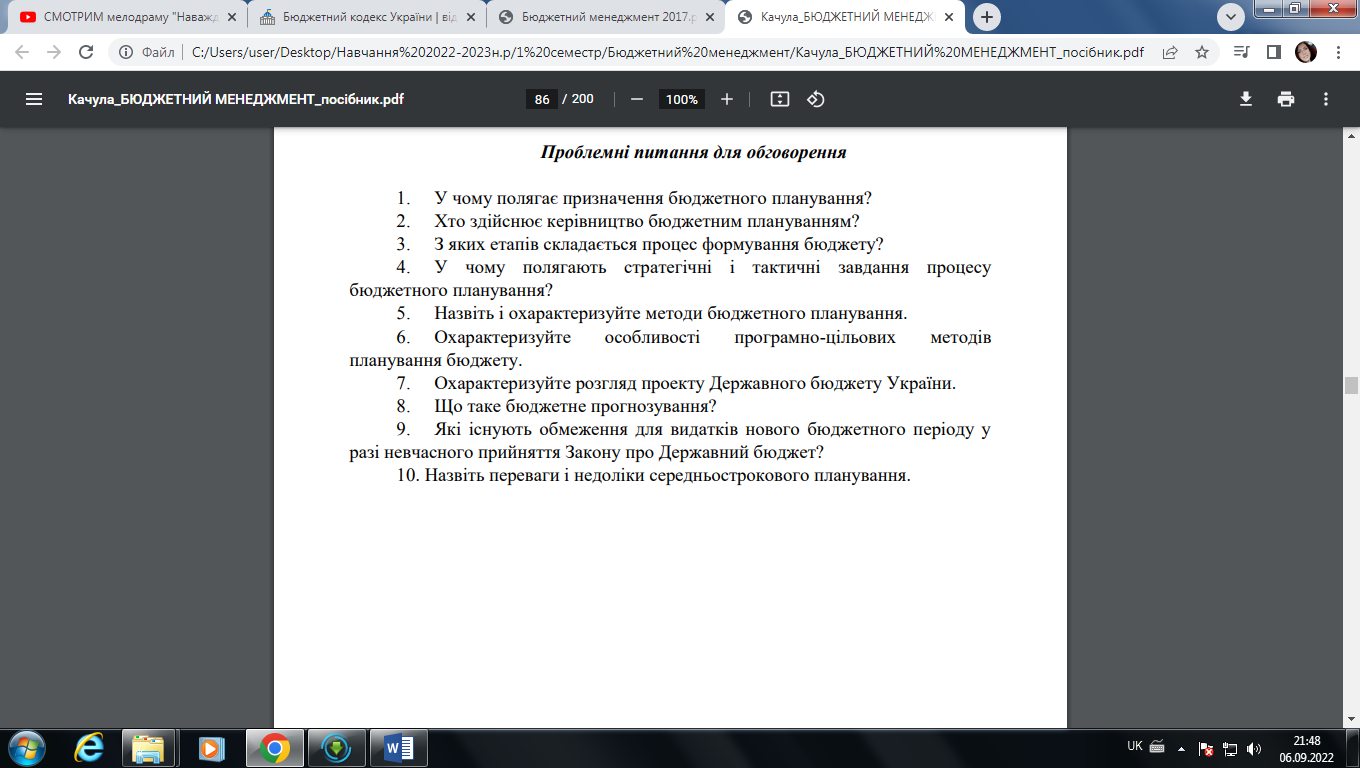 СМОТРИМ мелодраму "Наважд
Бюджетний кодекс України | від
Бюджетний менеджмент 2017.p
Качула_БЮДЖЕТНИЙ МЕНЕДЖ
Файл
C:/Users/user/Desktop/Навчання%202022-2023н.р/1%20семестр/Бюджетний%20менеджмент/Качула_БЮДЖЕТНИЙ%20МЕНЕДЖМЕНТ_посібник.pdf
Качула_БЮДЖЕТНИЙ МЕНЕДЖМЕНТ_посібник.pdf
86 / 200
100%
Проблемні питання для обговорення
1. У чому полягає призначення бюджетного планування?
2. Хто здійснює керівництво бюджетним плануванням?
3. З яких етапів складається процес формування бюджету?
4. У чому полягають стратегічні і тактичні завдання процесу
бюджетного планування?
5. Назвіть і охарактеризуйте методи бюджетного планування.
6. Охарактеризуйте особливості програмно-цільових методів
планування бюджету.
7. Охарактеризуйте розгляд проекту Державного бюджету України.
8. Що таке бюджетне прогнозування?
9. Які існують обмеження для видатків нового бюджетного періоду у
разі невчасного прийняття Закону про Державний бюджет?
10. Назвіть переваги і недоліки середньострокового планування.
UK
21:48
06.09.2022